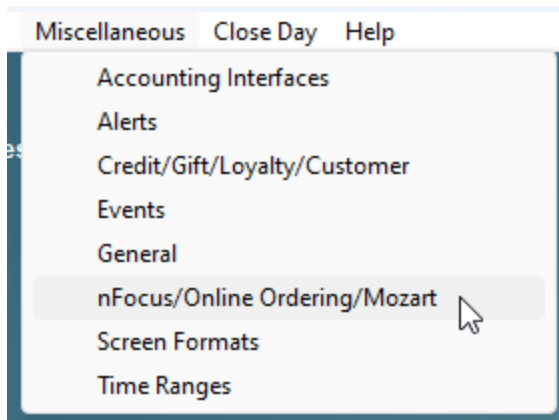 Miscellaneous Close Day Help
Accounting Interfaces
Alerts
es
Credit/Gift/Loyalty/Customer
Events
General
nFocus/Online Ordering/Mozart
Screen Formats
Time Ranges